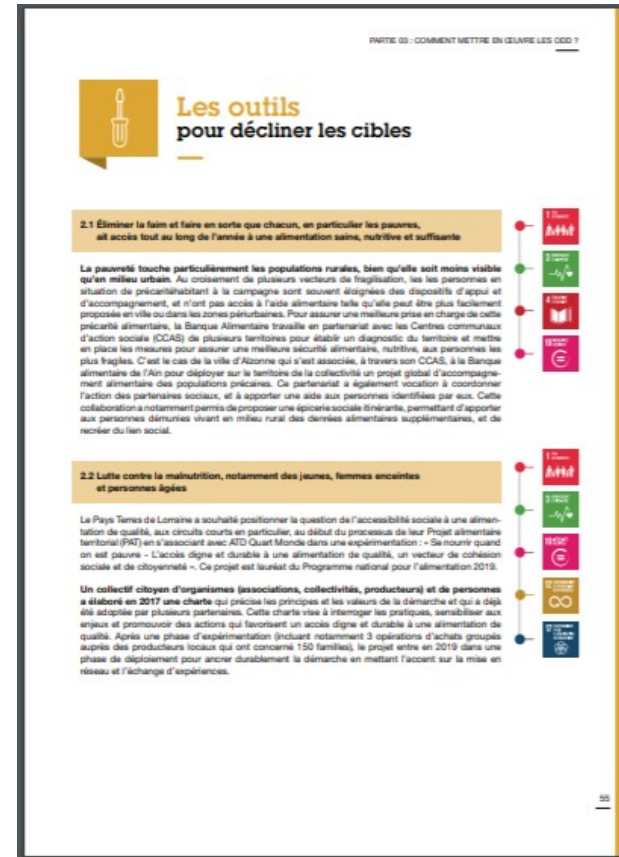 PARTIE 03 : COMMENT METTRE EN ŒUVRE LES ODD ?
Les outils
pour décliner les cibles
2.1 Éliminer la faim et faire en sorte que chacun, en particulier les pauvres,
ait accès tout au long de l'année à une alimentation saine, nutritive et suffisante
La pauvreté touche particulièrement les populations rurales, bien qu'elle soit moins visible
qu'en milieu urbain. Au croisement de plusieurs vecteurs de fragilisation, les les personnes en
situation de précaritéhabitant à la campagne sont souvent éloignées des dispositifs d'appui et
d'accompagnement, et n'ont pas accès à l'aide alimentaire telle qu'elle peut être plus facilement
proposée en ville ou dans les zones périurbaines. Pour assurer une meilleure prise en charge de cette
précarité alimentaire, la Banque Alimentaire travaille en partenariat avec les Centres communaux
d'action sociale (CCAS) de plusieurs territoires pour établir un diagnostic du territoire et mettre
en place les mesures pour assurer une meilleure sécurité alimentaire, nutritive, aux personnes les
plus fragiles. C'est le cas de la ville d'Alzonne qui s'est associée, à travers son CCAS, à la Banque
alimentaire de l'Ain pour déployer sur le territoire de la collectivité un projet global d'accompagne-
ment alimentaire des populations précaires. Ce partenariat a également vocation à coordonner
l'action des partenaires sociaux, et à apporter une aide aux personnes identifiées par eux. Cette
collaboration a notamment permis de proposer une épicerie sociale itinérante, permettant d'apporter
aux personnes démunies vivant en milieu rural des denrées alimentaires supplémentaires, et de
recréer du lien social.
2.2 Lutte contre la malnutrition, notamment des jeunes, femmes enceintes
et personnes âgées
Le Pays Terres de Lorraine a souhaité positionner la question de l'accessibilité sociale à une alimen-
tation de qualité, aux circuits courts en particulier, au début du processus de leur Projet alimentaire
territorial (PAT) en s'associant avec ATD Quart Monde dans une expérimentation : « Se nourrir quand
on est pauvre - L'accès digne et durable à une alimentation de qualité, un vecteur de cohésion
sociale et de citoyenneté ». Ce projet est lauréat du Programme national pour l'alimentation 2019.
Un collectif citoyen d'organismes (associations, collectivités, producteurs) et de personnes
a élaboré en 2017 une charte qui précise les principes et les valeurs de la démarche et qui a déjà
été adoptée par plusieurs partenaires. Cette charte vise à interroger les pratiques, sensibiliser aux
enjeux et promouvoir des actions qui favorisent un accès digne et durable à une alimentation de
qualité. Après une phase d'expérimentation (incluant notamment 3 opérations d'achats groupés
auprès des producteurs locaux qui ont concerné 150 familles), le projet entre en 2019 dans une
phase de déploiement pour ancrer durablement la démarche en mettant l'accent sur la mise en
réseau et l'échange d'expériences.
1
3
4
10
1
3
10
12
17
55